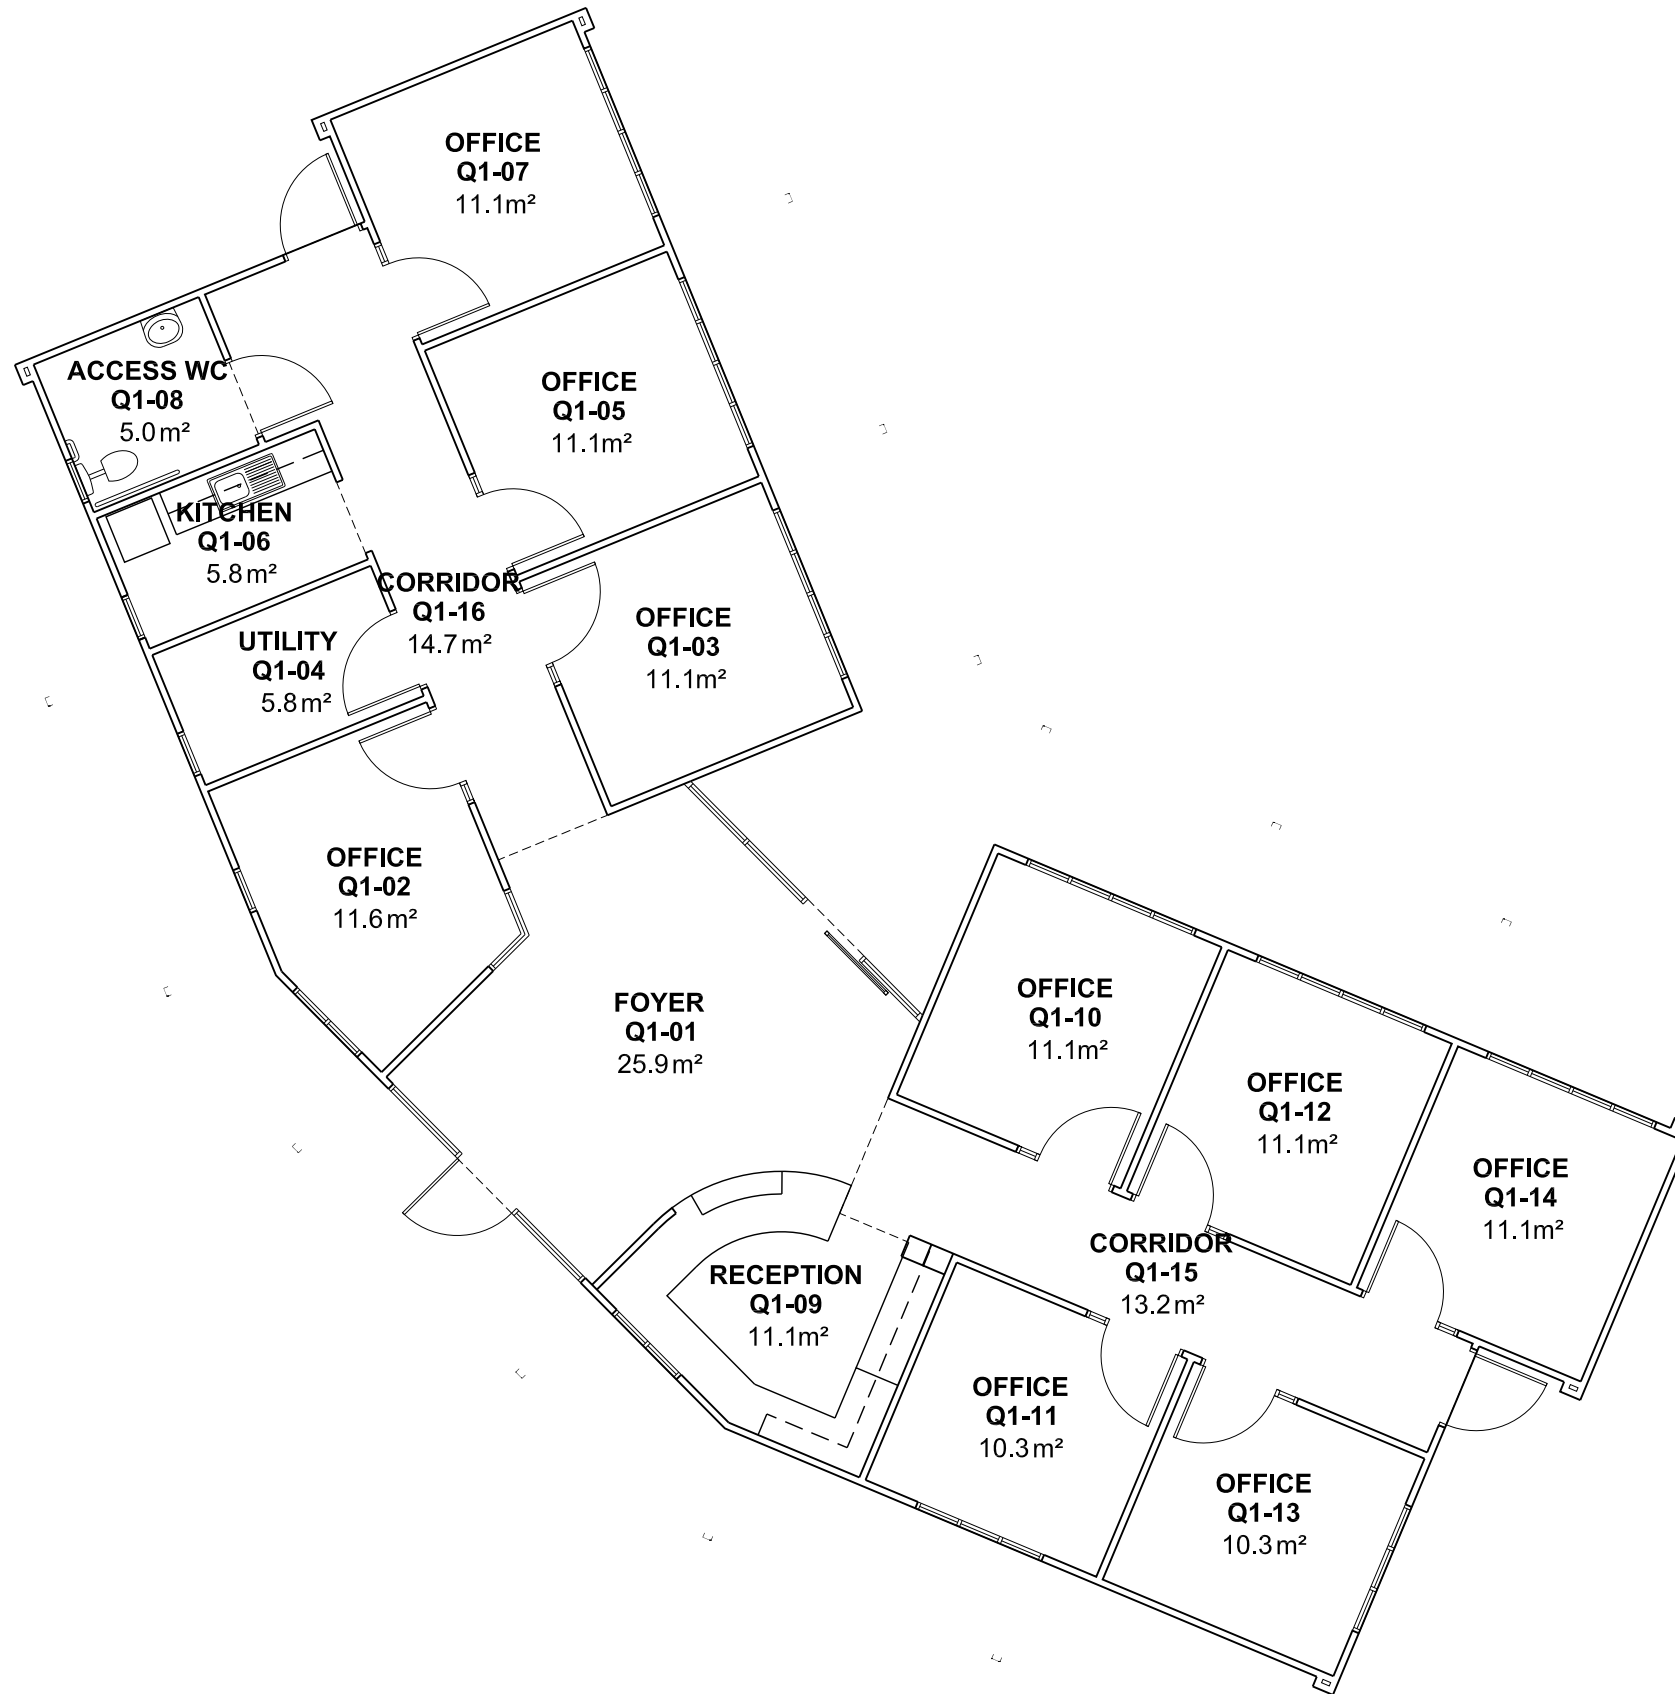 OFFICE
Q1-07
11.1m²
ACCESS WC
Q1-08
5.0m²
OFFICE
Q1-05
11.1m²
KITCHEN
Q1-06
5.8m²
CORRIDOR
Q1-16
14.7m²
OFFICE
Q1-03
11.1m²
UTILITY
Q1-04
5.8m²
OFFICE
Q1-02
11.6m²
FOYER
Q1-01
25.9m²
OFFICE
Q1-10
11.1m²
OFFICE
Q1-12
11.1m²
OFFICE
Q1-14
11.1m²
CORRIDOR
Q1-15
13.2m²
RECEPTION
Q1-09
11.1m²
OFFICE
Q1-11
10.3m²
OFFICE
Q1-13
10.3m²